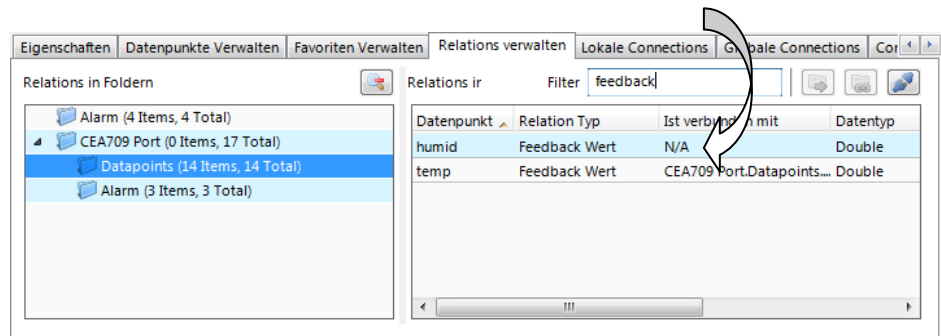 Eigenschaften Datenpunkte Verwalten Favoriten Verwalten Relations verwalten Lokale Connections Globale Connections Cor
Relations in Foldern
Relations ir Filter feedback
Alarm (4 Items, 4 Total)
CEA709 Port (0 Items, 17 Total)
Datapoints (14 Items, 14 Total)
Alarm (3 Items, 3 Total)
Datenpunkt Relation Typ Ist verbunden mit Datentyp
humid Feedback Wert N/A Double
temp Feedback Wert CEA709 Port.Datapoints.... Double